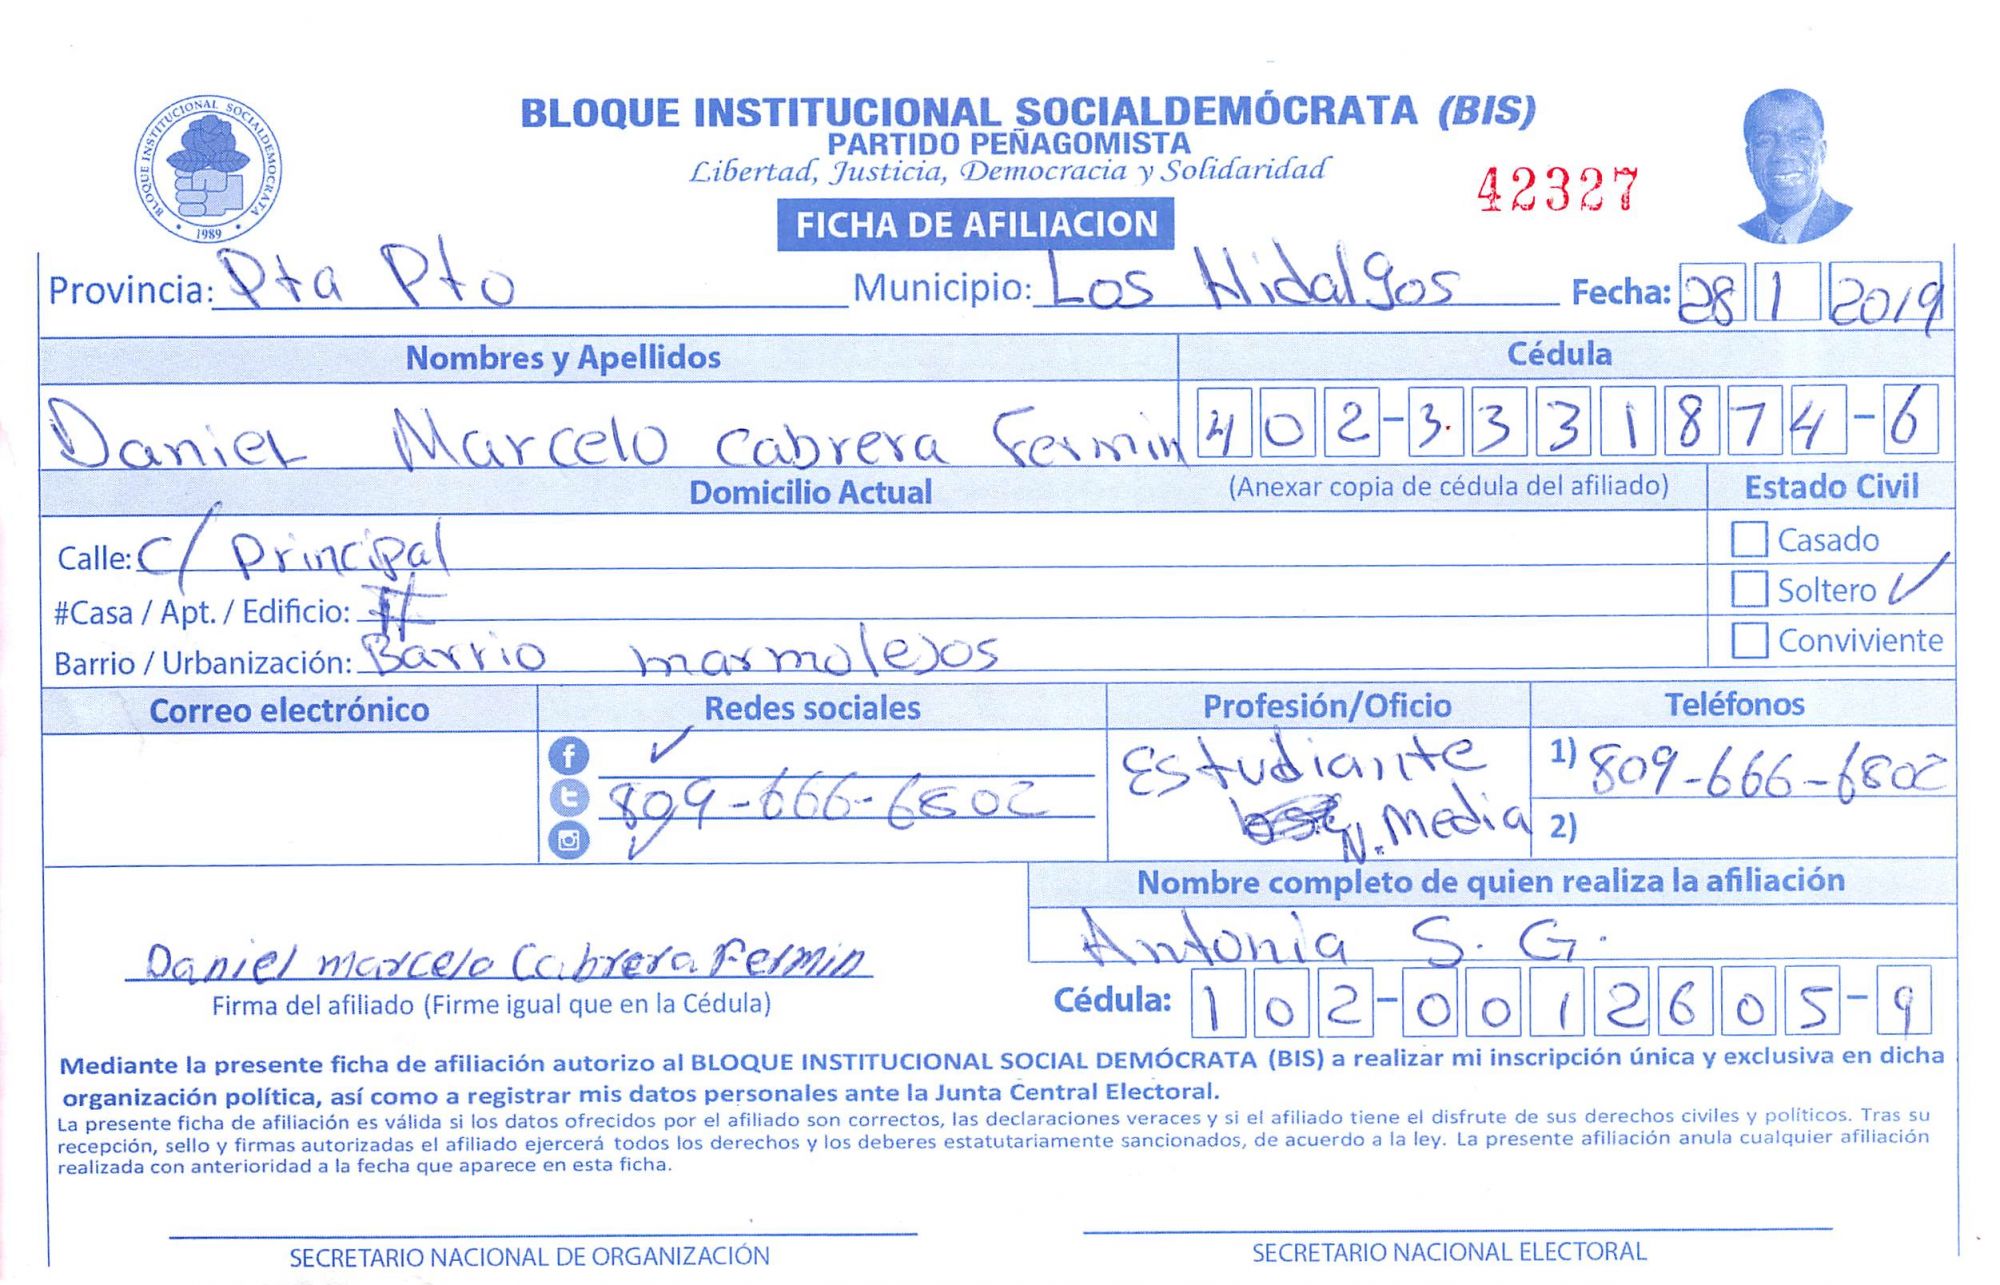 BLOQUE INSTITUCIONAL SOCIALDEMOCRATA
1989
BLOQUE INSTITUCIONAL SOCIALDEMÓCRATA (BIS)
PARTIDO PEÑAGOMISTA
Libertad, Justicia, Democracia y Solidaridad
42327
FICHA DE AFILIACION
Provincia: Pta Pto Municipio: Los Hidalgos Fecha: 28 1 2019
Nombres y Apellidos Cédula
Daniel Marcelo Cabrera Fermin 402-3331874-6
Domicilio Actual (Anexar copia de cédula del afiliado) Estado Civil
Calle: C/ Principal Casado
#Casa / Apt. / Edificio: # Soltero ✓
Barrio / Urbanización: Barrio marmolejos Conviviente
Correo electrónico Redes sociales Profesión/Oficio Teléfonos
✓ Estudiante 1) 809-666-6802
809-666-6802 N. Media 2)
✓
Nombre completo de quien realiza la afiliación
Antonia S. G.
Daniel marcelo Cabrera Fermin
Firma del afiliado (Firme igual que en la Cédula) Cédula: 102-0012605-9
Mediante la presente ficha de afiliación autorizo al BLOQUE INSTITUCIONAL SOCIAL DEMÓCRATA (BIS) a realizar mi inscripción única y exclusiva en dicha
organización política, así como a registrar mis datos personales ante la Junta Central Electoral.
La presente ficha de afiliación es válida si los datos ofrecidos por el afiliado son correctos, las declaraciones veraces y si el afiliado tiene el disfrute de sus derechos civiles y políticos. Tras su
recepción, sello y firmas autorizadas el afiliado ejercerá todos los derechos y los deberes estatutariamente sancionados, de acuerdo a la ley. La presente afiliación anula cualquier afiliación
realizada con anterioridad a la fecha que aparece en esta ficha.
SECRETARIO NACIONAL DE ORGANIZACIÓN SECRETARIO NACIONAL ELECTORAL